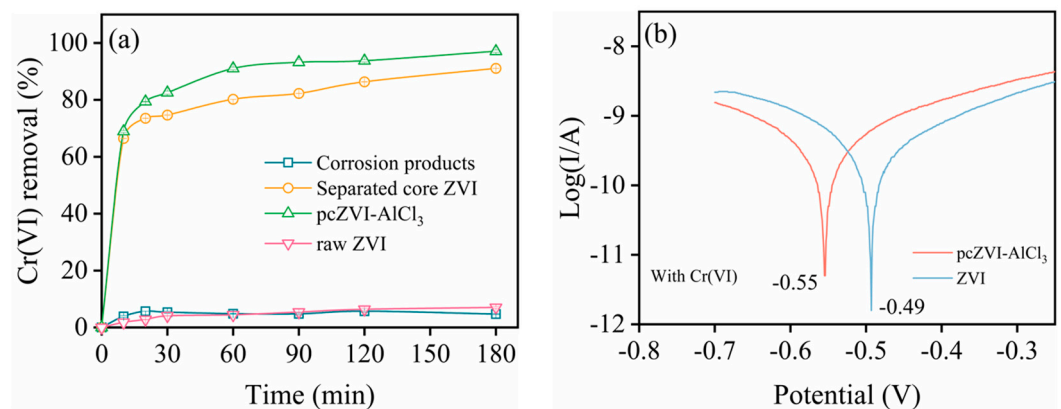 (a)
Cr(VI) removal (%)
100
80
60
40
20
0
Corrosion products
Separated core ZVI
pcZVI-AlCl₃
raw ZVI
0 30 60 90 120 150 180
Time (min)
(b)
Log(I/A)
-8
-9
-10
-11
-12
With Cr(VI)
-0.55
-0.49
pcZVI-AlCl₃
ZVI
-0.8 -0.7 -0.6 -0.5 -0.4 -0.3
Potential (V)